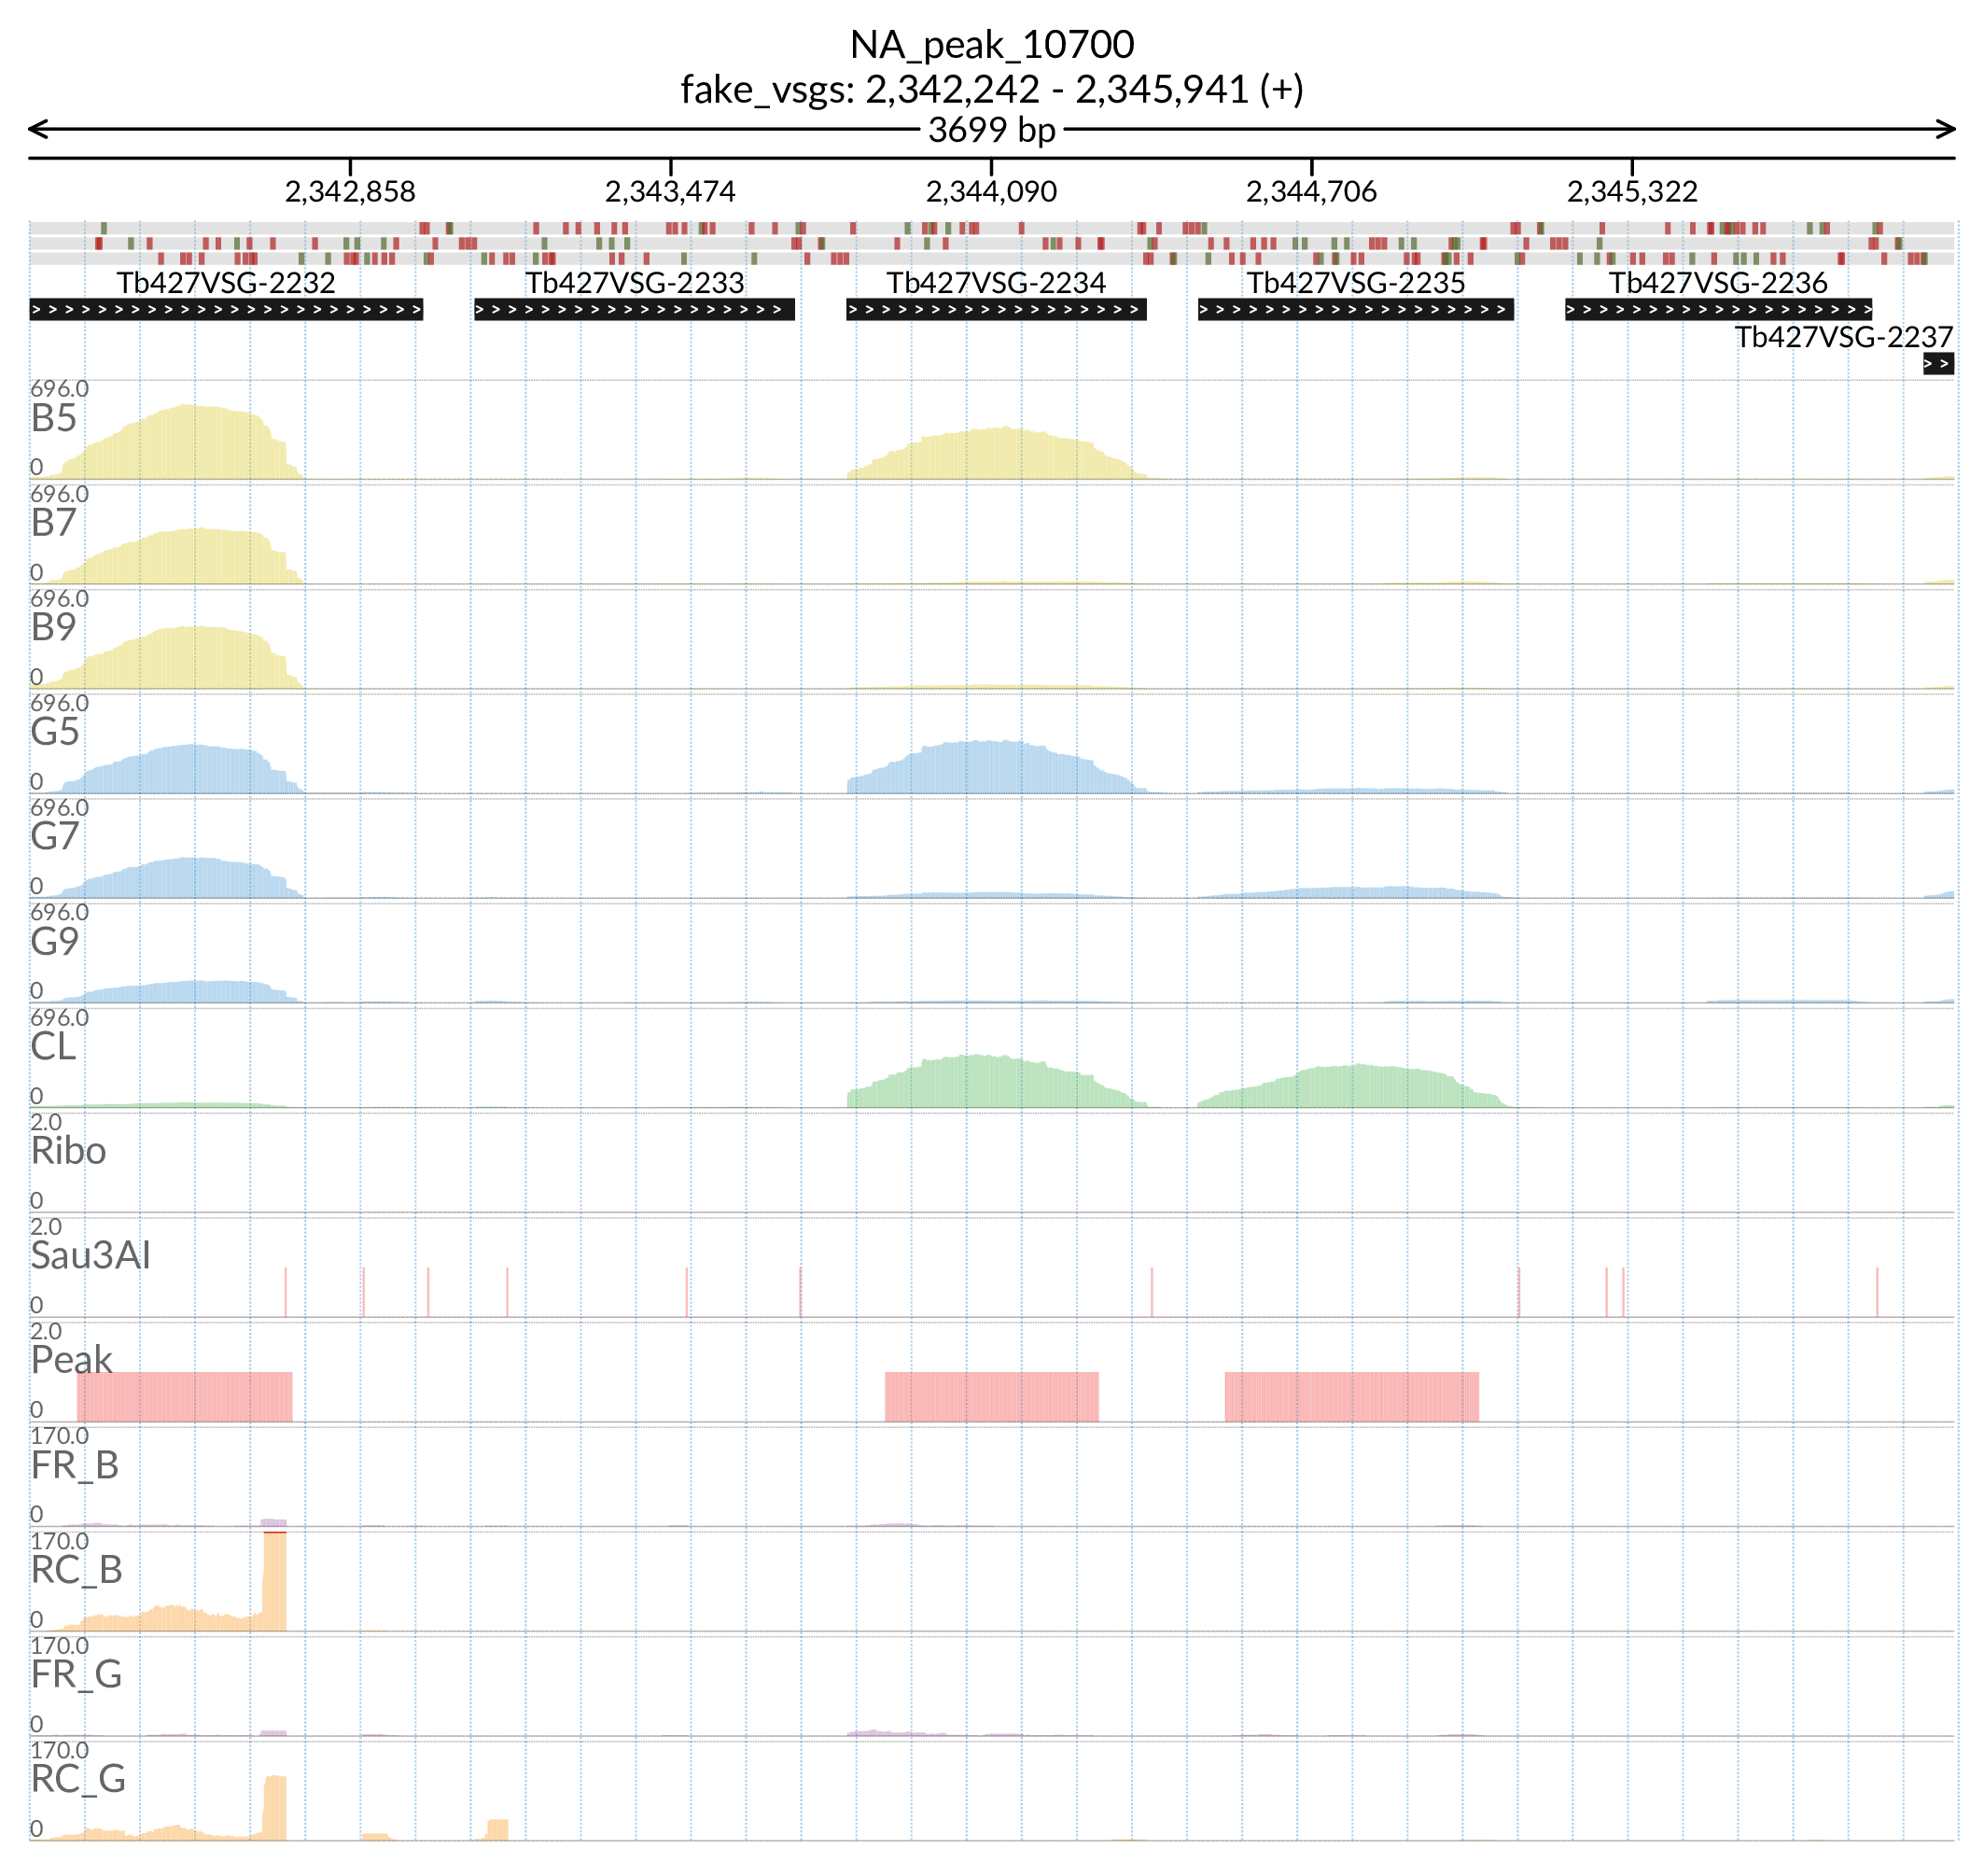 NA_peak_10700
fake_vsgs: 2,342,242 - 2,345,941 (+)
3699 bp
2,342,858 2,343,474 2,344,090 2,344,706 2,345,322
Tb427VSG-2232 Tb427VSG-2233 Tb427VSG-2234 Tb427VSG-2235 Tb427VSG-2236
Tb427VSG-2237
696.0
B5
0
696.0
B7
0
696.0
B9
0
696.0
G5
0
696.0
G7
0
696.0
G9
0
696.0
CL
0
2.0
Ribo
0
2.0
Sau3AI
0
2.0
Peak
0
170.0
FR_B
0
170.0
RC_B
0
170.0
FR_G
0
170.0
RC_G
0